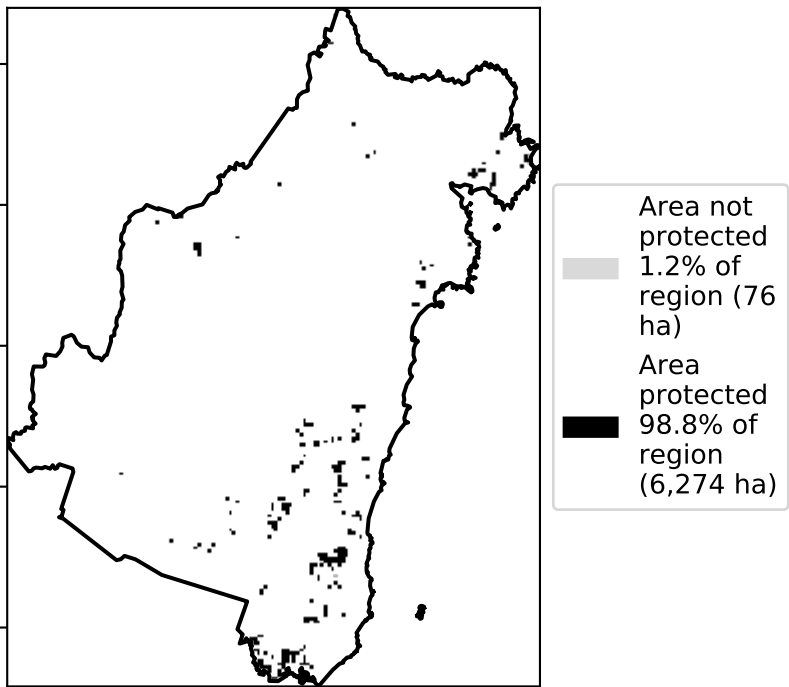 Area not
protected
1.2% of
region (76
ha)
Area
protected
98.8% of
region
(6,274 ha)